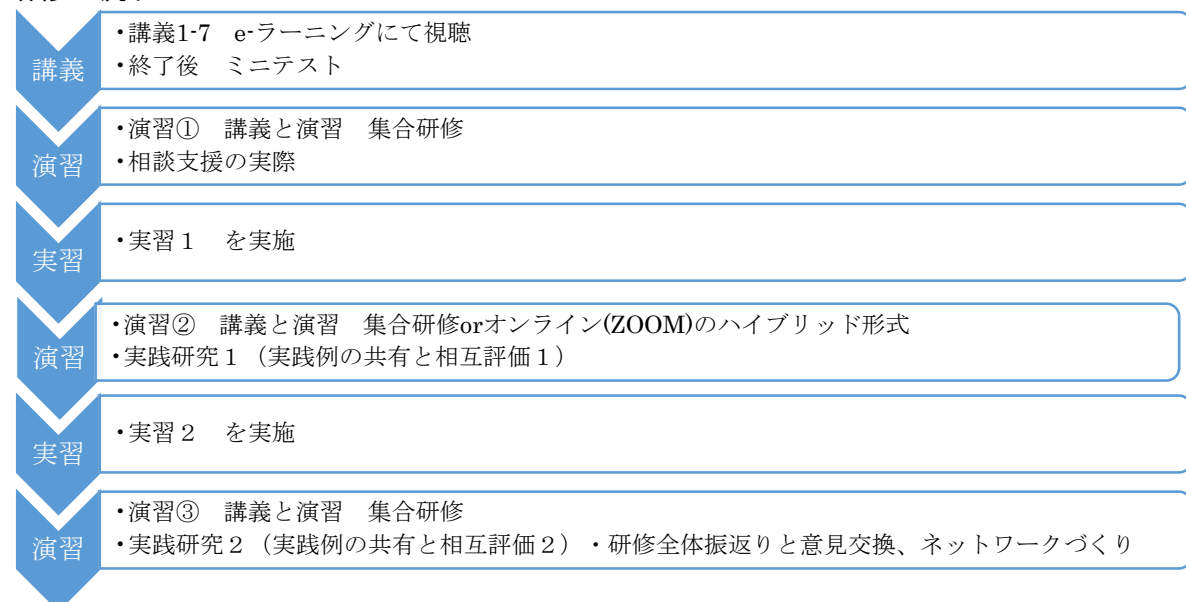 講義
・講義1-7　e-ラーニングにて視聴
・終了後　ミニテスト
演習
・演習①　講義と演習　集合研修
・相談支援の実際
実習
・実習１　を実施
演習
・演習②　講義と演習　集合研修orオンライン(ZOOM)のハイブリッド形式
・実践研究１（実践例の共有と相互評価１）
実習
・実習２　を実施
演習
・演習③　講義と演習　集合研修
・実践研究２（実践例の共有と相互評価２）・研修全体振返りと意見交換、ネットワークづくり